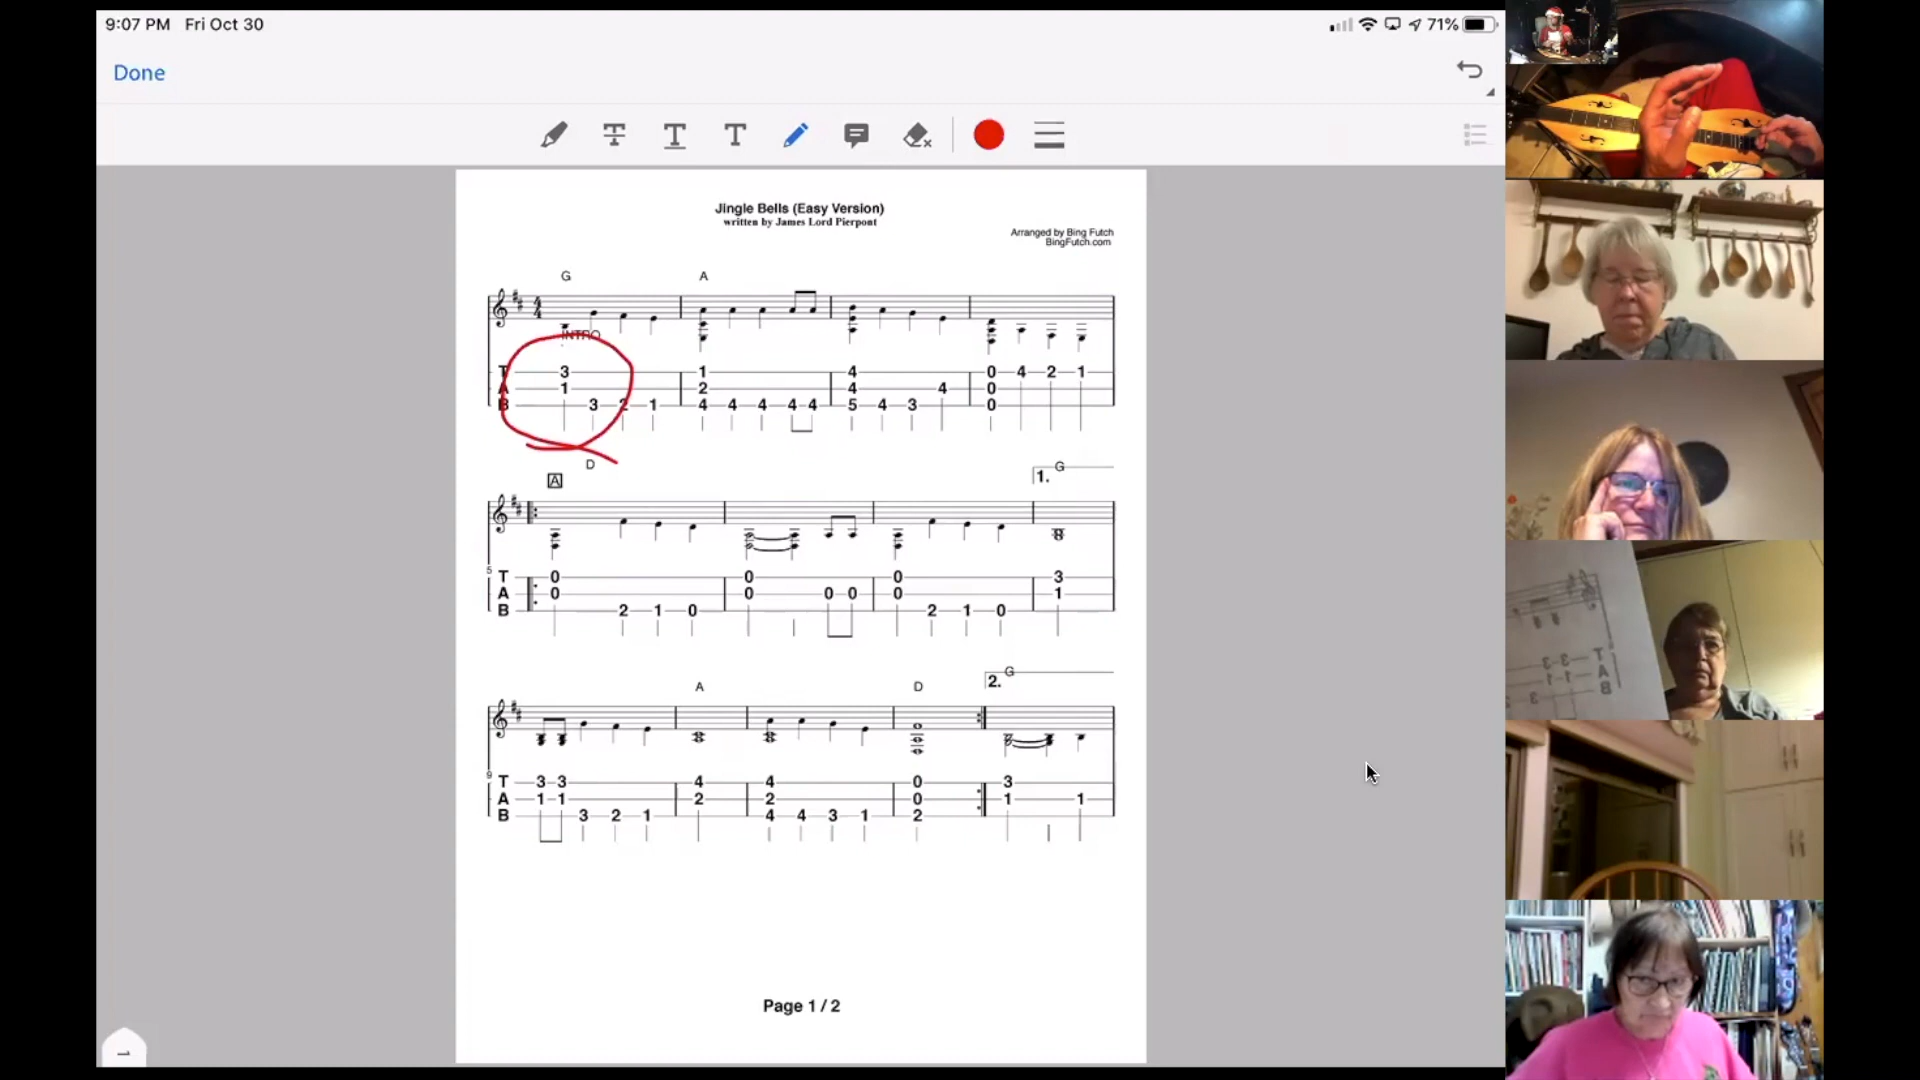 9:07 PM Fri Oct 30
71%
Done
Jingle Bells (Easy Version)
written by James Lord Pierpont
Arranged by Bing Futch
BingFutch.com
G A
INTRO
T 3 1 4 0 4 2 1
A 1 2 4 4 0
B 3 2 1 4 4 4 4 4 5 4 3 0
D
A 1. G
5
T 0 0 0 3
A 0 0 0 0 0 1
B 2 1 0 2 1 0
A D 2. G
9
T 3 3 4 4 0 3
A 1 1 2 2 0 1 1
B 3 2 1 4 4 3 1 2
Page 1 / 2
1
T
A
B